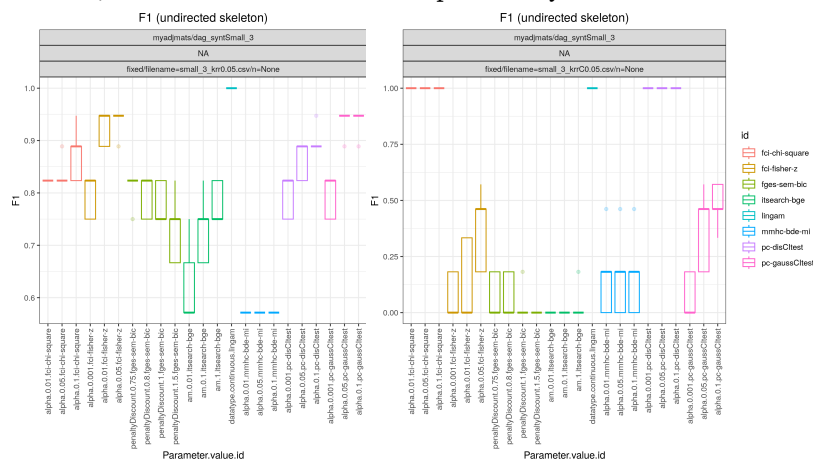 F1 (undirected skeleton)
myadjmats/dag_syntSmall_3
NA
fixed/filename=small_3_krr0.05.csv/n=None
1.0
0.9
0.8
0.7
0.6
F1
alpha.0.01.fci-chi-square
alpha.0.05.fci-chi-square
alpha.0.1.fci-chi-square
alpha.0.001.fci-fisher-z
alpha.0.01.fci-fisher-z
alpha.0.05.fci-fisher-z
penaltyDiscount.0.75.fges-sem-bic
penaltyDiscount.0.8.fges-sem-bic
penaltyDiscount.1.fges-sem-bic
penaltyDiscount.1.5.fges-sem-bic
am.0.01.itsearch-bge
am.0.1.itsearch-bge
am.1.itsearch-bge
datatype.continuous.lingam
alpha.0.01.mmhc-bde-mi
alpha.0.05.mmhc-bde-mi
alpha.0.1.mmhc-bde-mi
alpha.0.001.pc-disCItest
alpha.0.05.pc-disCItest
alpha.0.1.pc-disCItest
alpha.0.001.pc-gaussCItest
alpha.0.05.pc-gaussCItest
alpha.0.1.pc-gaussCItest
Parameter.value.id
F1 (undirected skeleton)
myadjmats/dag_syntSmall_3
NA
fixed/filename=small_3_krrC0.05.csv/n=None
1.00
0.75
0.50
0.25
0.00
F1
alpha.0.01.fci-chi-square
alpha.0.05.fci-chi-square
alpha.0.1.fci-chi-square
alpha.0.001.fci-fisher-z
alpha.0.01.fci-fisher-z
alpha.0.05.fci-fisher-z
penaltyDiscount.0.75.fges-sem-bic
penaltyDiscount.0.8.fges-sem-bic
penaltyDiscount.1.fges-sem-bic
penaltyDiscount.1.5.fges-sem-bic
am.0.01.itsearch-bge
am.0.1.itsearch-bge
am.1.itsearch-bge
datatype.continuous.lingam
alpha.0.01.mmhc-bde-mi
alpha.0.05.mmhc-bde-mi
alpha.0.1.mmhc-bde-mi
alpha.0.001.pc-disCItest
alpha.0.05.pc-disCItest
alpha.0.1.pc-disCItest
alpha.0.001.pc-gaussCItest
alpha.0.05.pc-gaussCItest
alpha.0.1.pc-gaussCItest
Parameter.value.id
id
fci-chi-square
fci-fisher-z
fges-sem-bic
itsearch-bge
lingam
mmhc-bde-mi
pc-disCItest
pc-gaussCItest